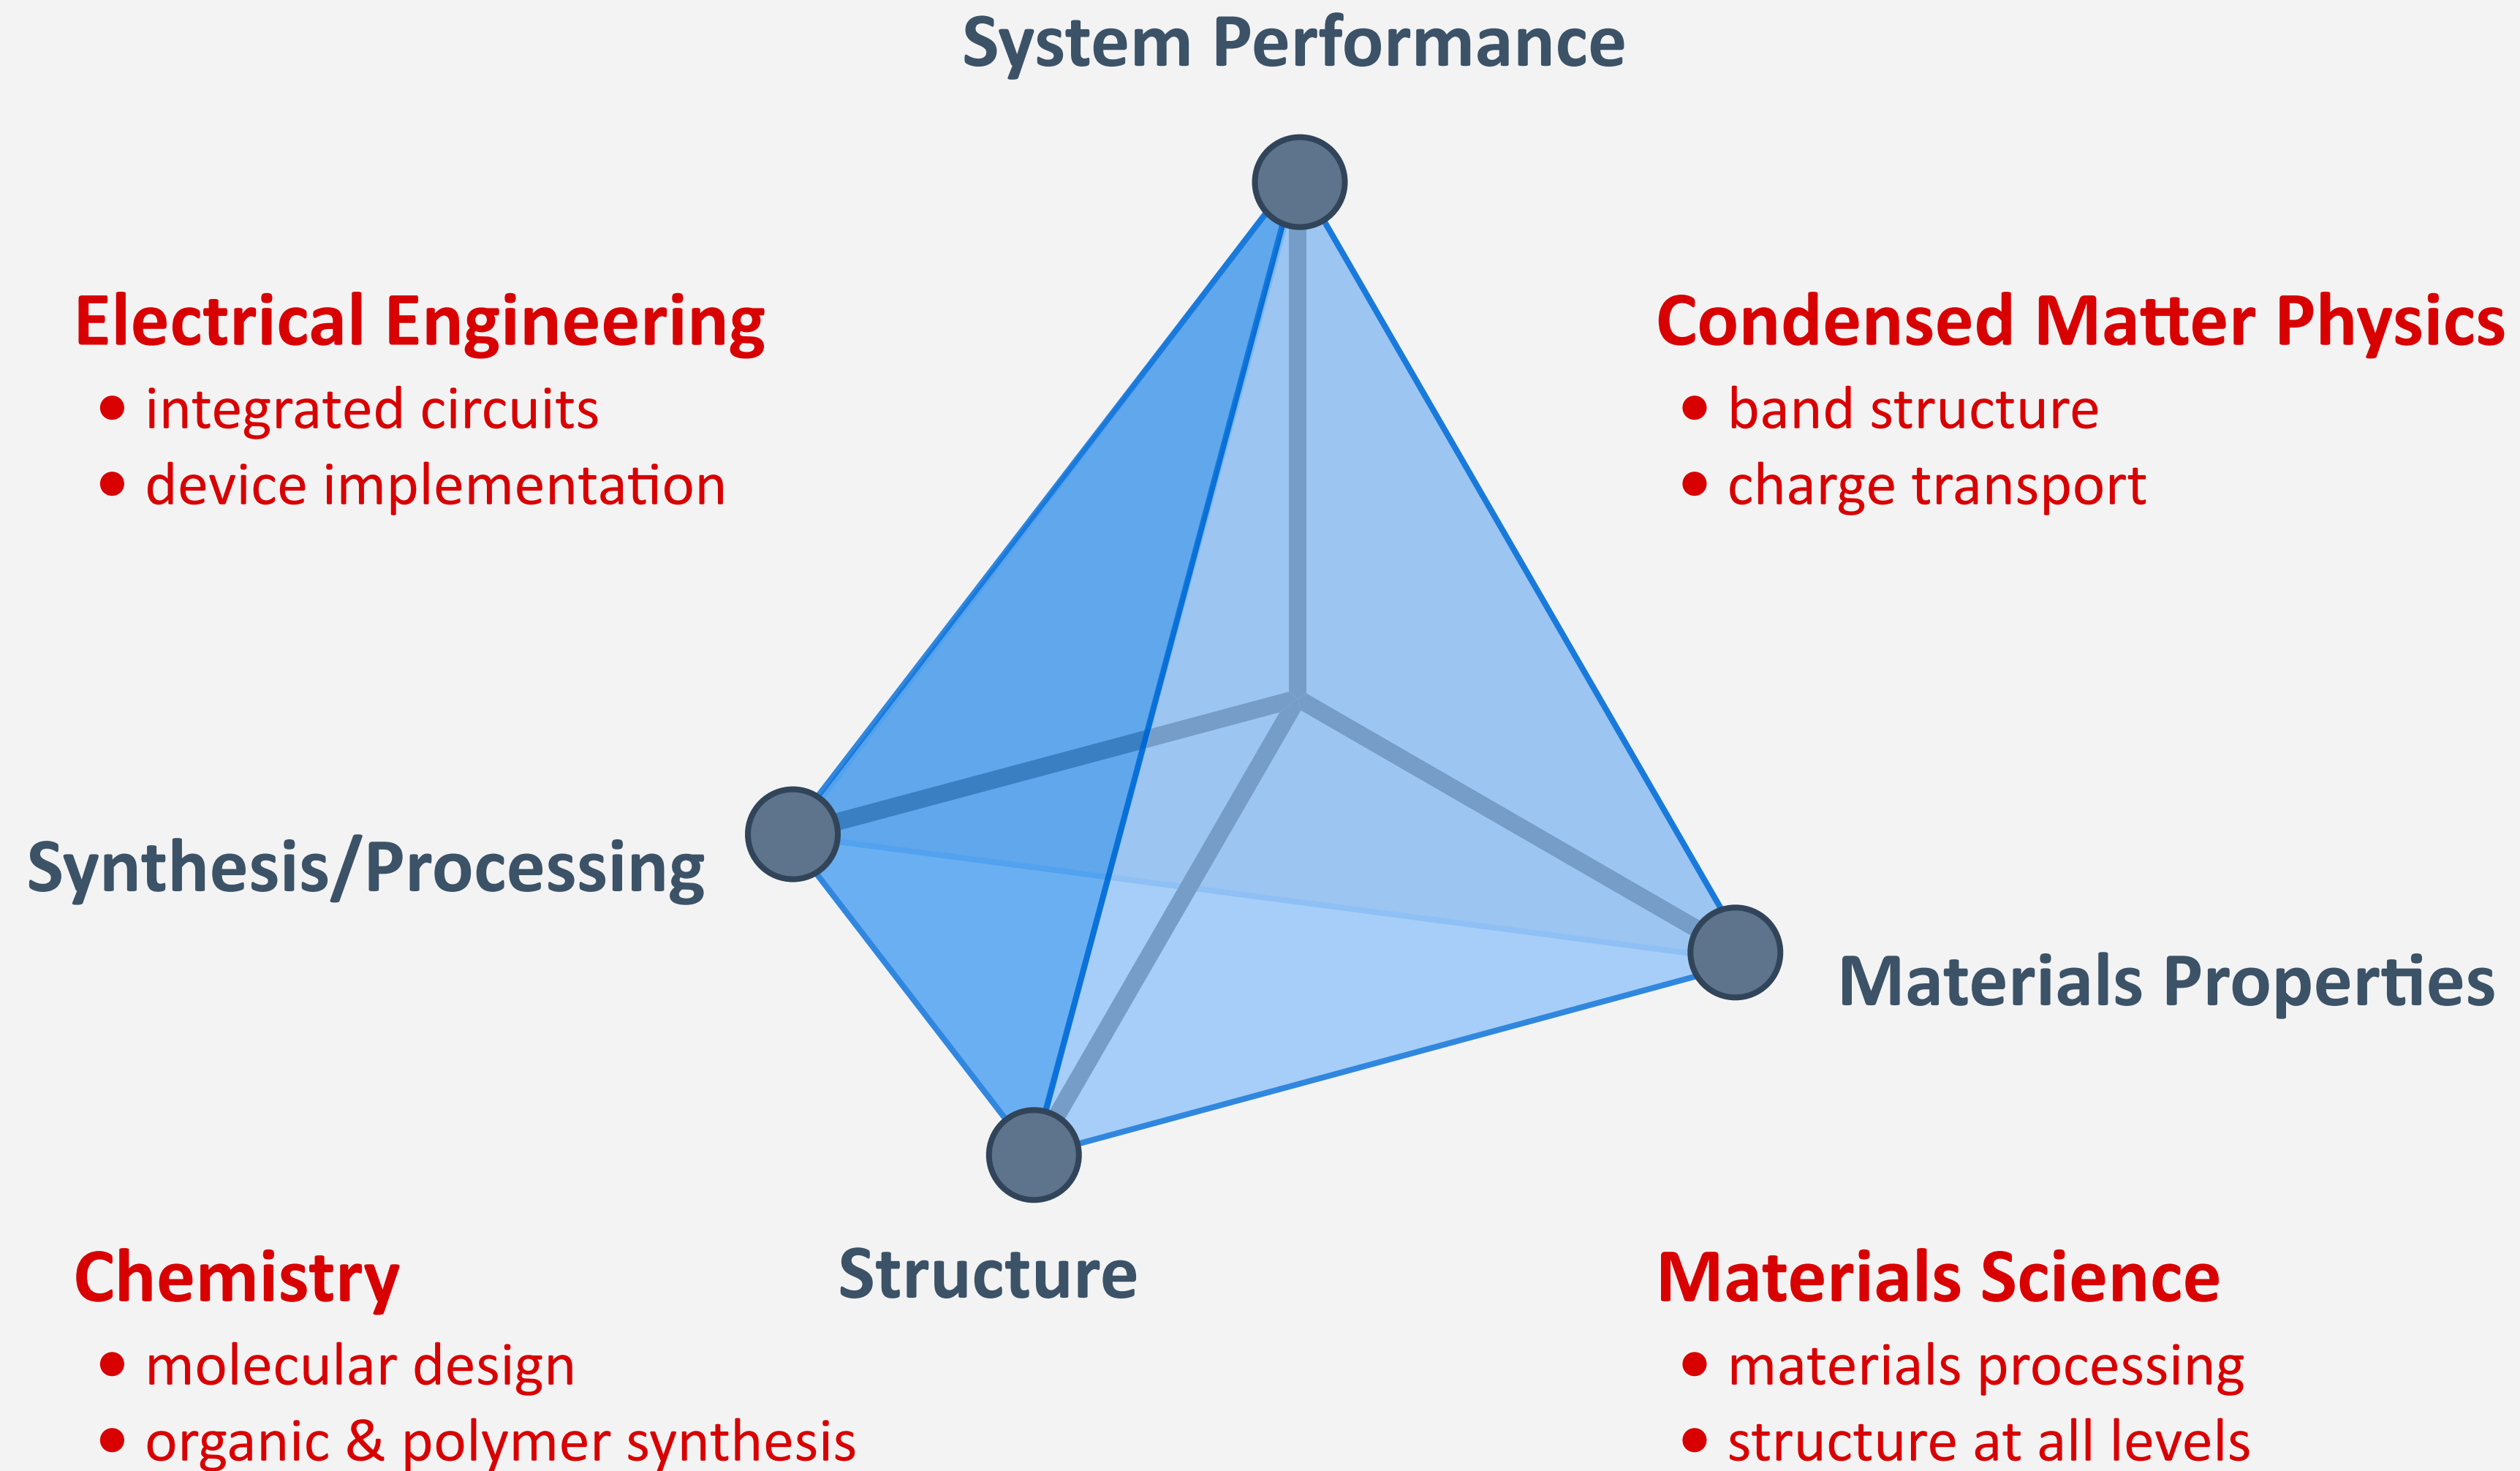 System Performance
Electrical Engineering
• integrated circuits
• device implementation
Condensed Matter Physics
• band structure
• charge transport
Synthesis/Processing
Materials Properties
Structure
Chemistry
• molecular design
• organic & polymer synthesis
Materials Science
• materials processing
• structure at all levels